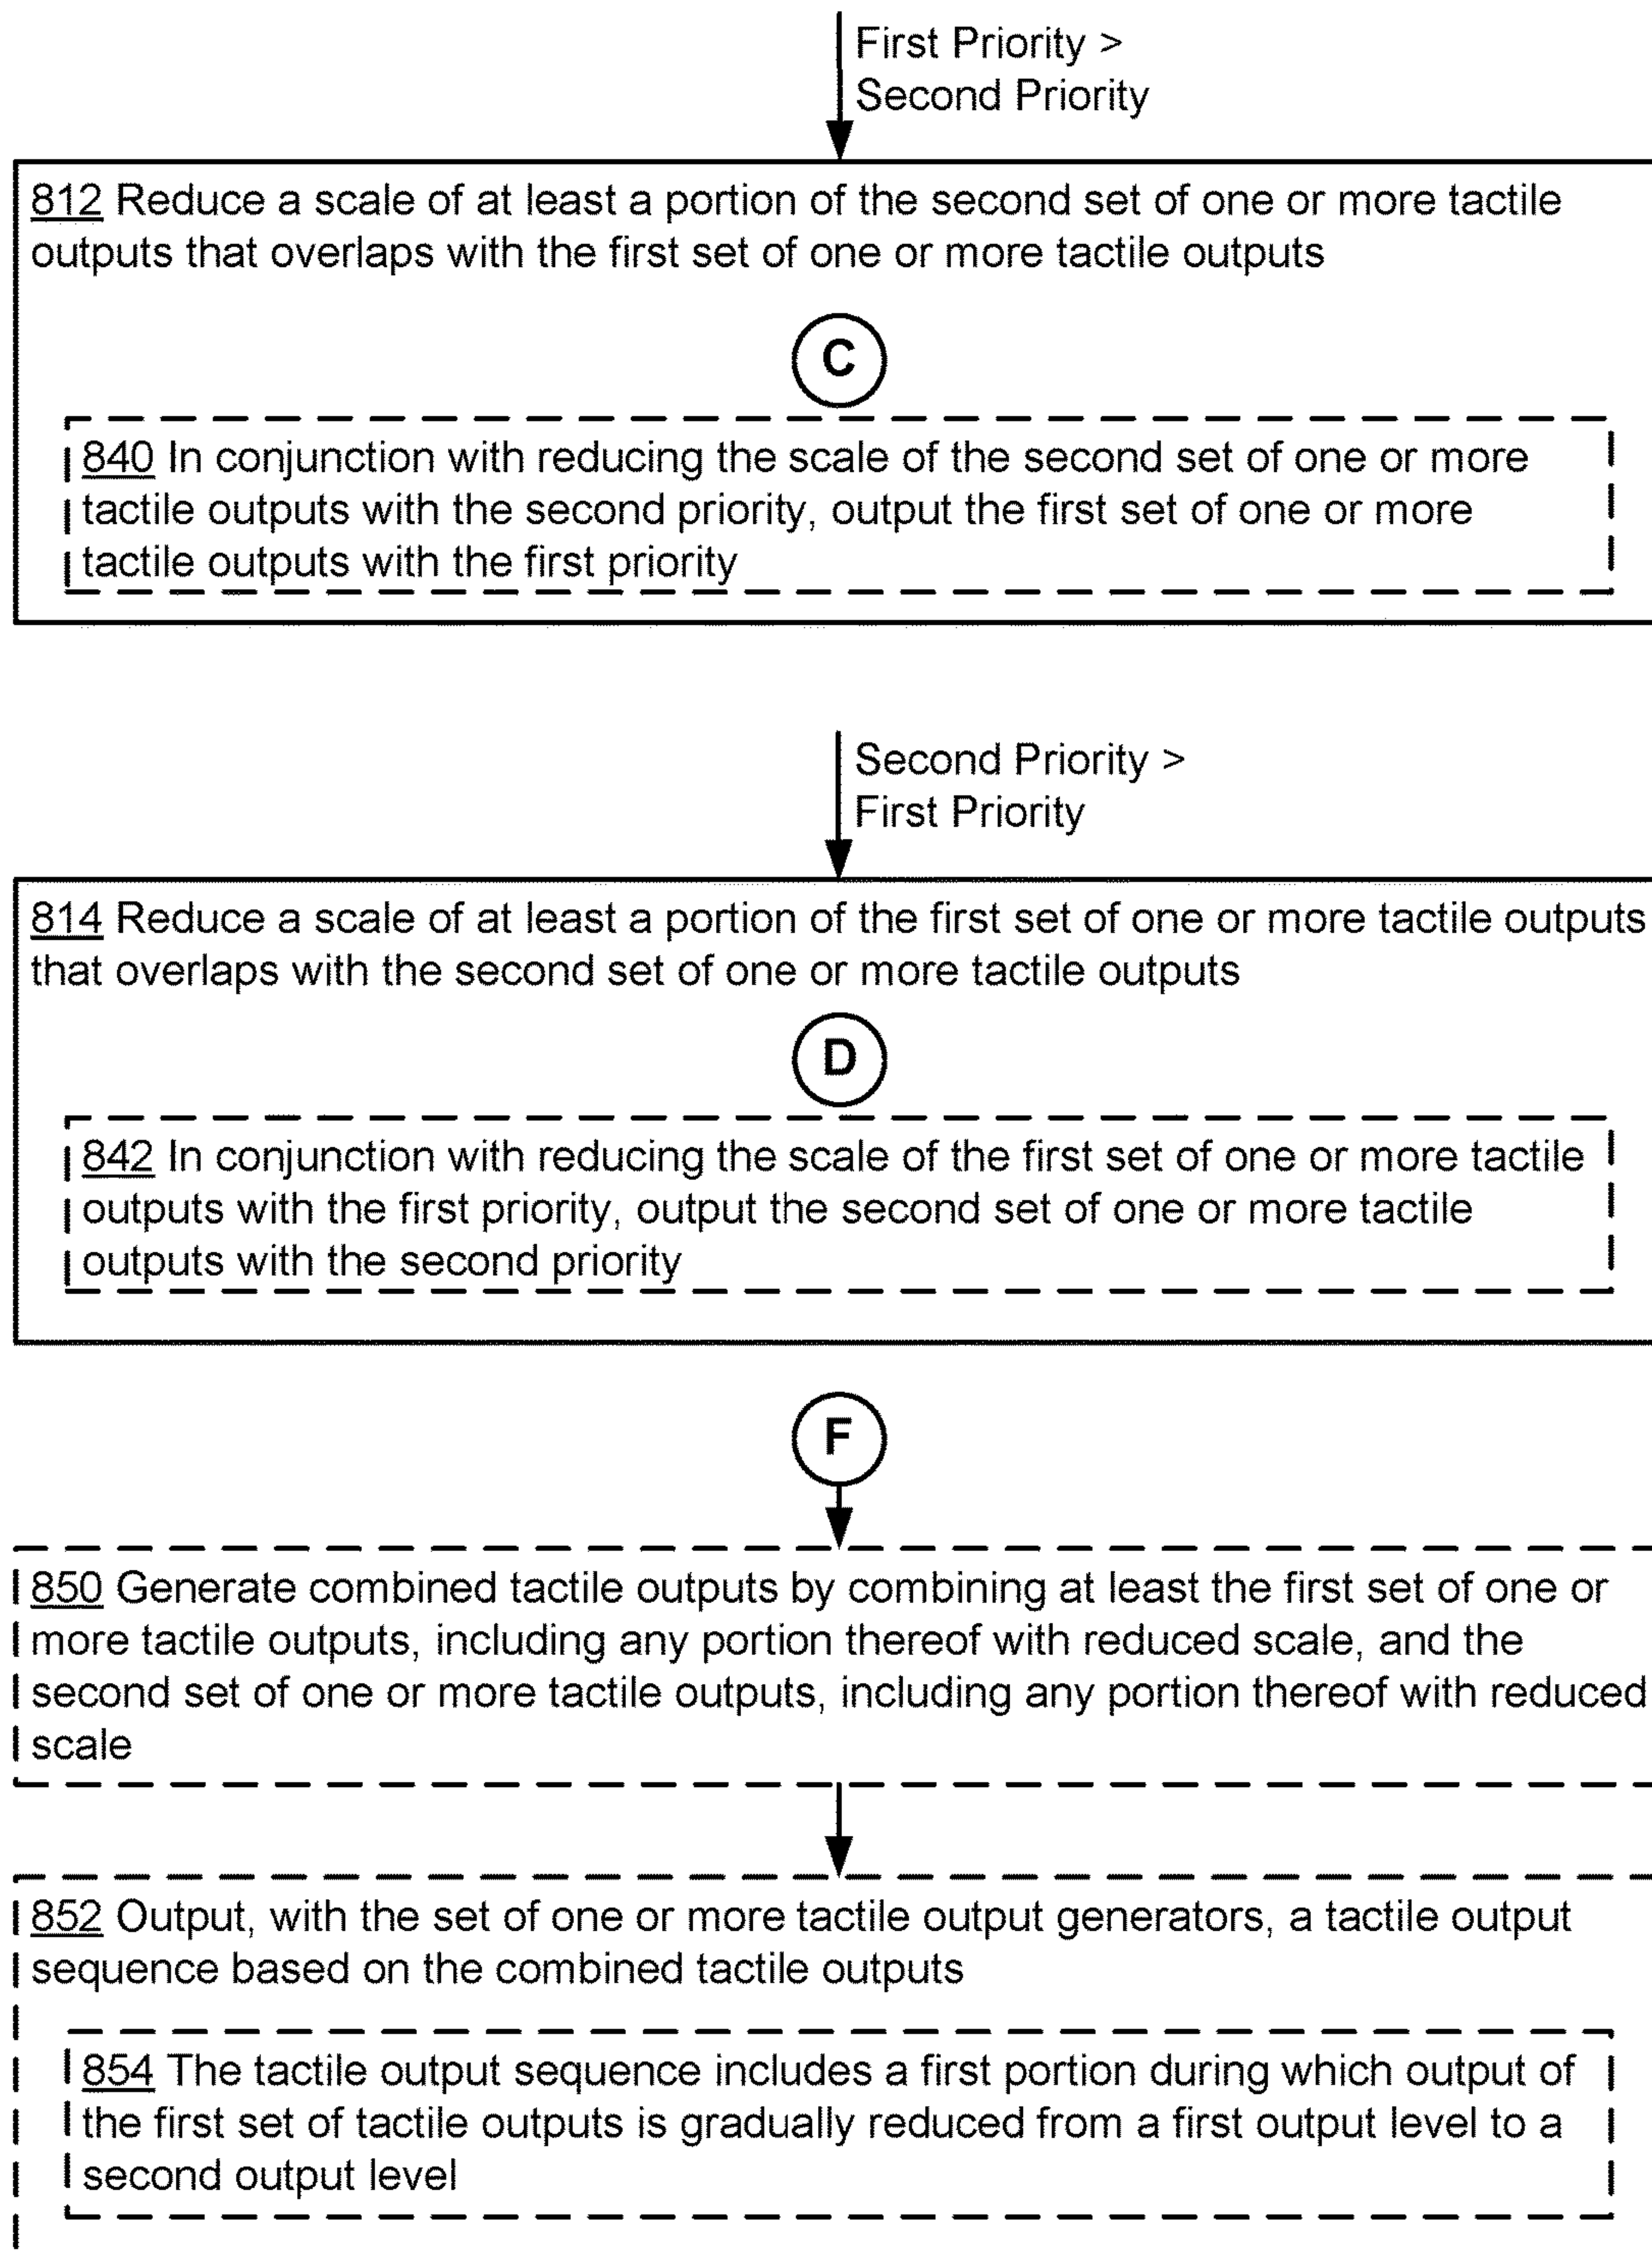 First Priority >
Second Priority
812 Reduce a scale of at least a portion of the second set of one or more tactile
outputs that overlaps with the first set of one or more tactile outputs
C
840 In conjunction with reducing the scale of the second set of one or more
tactile outputs with the second priority, output the first set of one or more
tactile outputs with the first priority
Second Priority >
First Priority
814 Reduce a scale of at least a portion of the first set of one or more tactile outputs
that overlaps with the second set of one or more tactile outputs
D
842 In conjunction with reducing the scale of the first set of one or more tactile
outputs with the first priority, output the second set of one or more tactile
outputs with the second priority
F
850 Generate combined tactile outputs by combining at least the first set of one or
more tactile outputs, including any portion thereof with reduced scale, and the
second set of one or more tactile outputs, including any portion thereof with reduced
scale
852 Output, with the set of one or more tactile output generators, a tactile output
sequence based on the combined tactile outputs
854 The tactile output sequence includes a first portion during which output of
the first set of tactile outputs is gradually reduced from a first output level to a
second output level